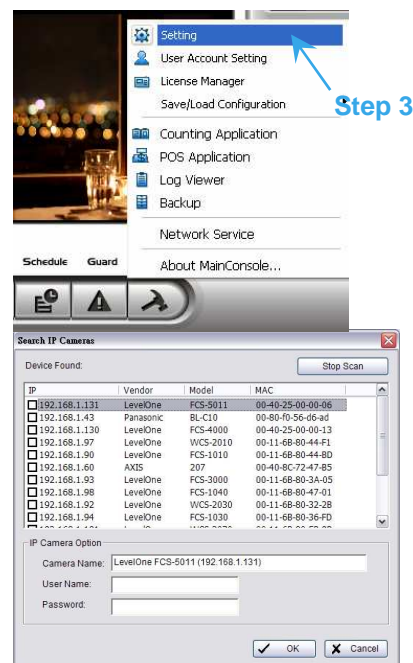 Setting
User Account Setting
License Manager
Save/Load Configuration
Step 3
Counting Application
POS Application
Log Viewer
Backup
Network Service
Schedule Guard
About MainConsole...
Search IP Cameras
Device Found:
Stop Scan
IP Vendor Model MAC
192.168.1.131 LevelOne FCS-5011 00-40-25-00-00-06
192.168.1.43 Panasonic BL-C10 00-80-f0-56-d6-ad
192.168.1.130 LevelOne FCS-4000 00-40-25-00-00-13
192.168.1.97 LevelOne WCS-2010 00-11-6B-80-44-F1
192.168.1.90 LevelOne FCS-1010 00-11-6B-80-44-BD
192.168.1.60 AXIS 207 00-40-8C-72-47-B5
192.168.1.93 LevelOne FCS-3000 00-11-6B-80-3A-05
192.168.1.98 LevelOne FCS-1040 00-11-6B-80-47-01
192.168.1.92 LevelOne WCS-2030 00-11-6B-80-32-2B
192.168.1.94 LevelOne FCS-1030 00-11-6B-80-36-FD
IP Camera Option
Camera Name: LevelOne FCS-5011 (192.168.1.131)
User Name:
Password:
OK Cancel